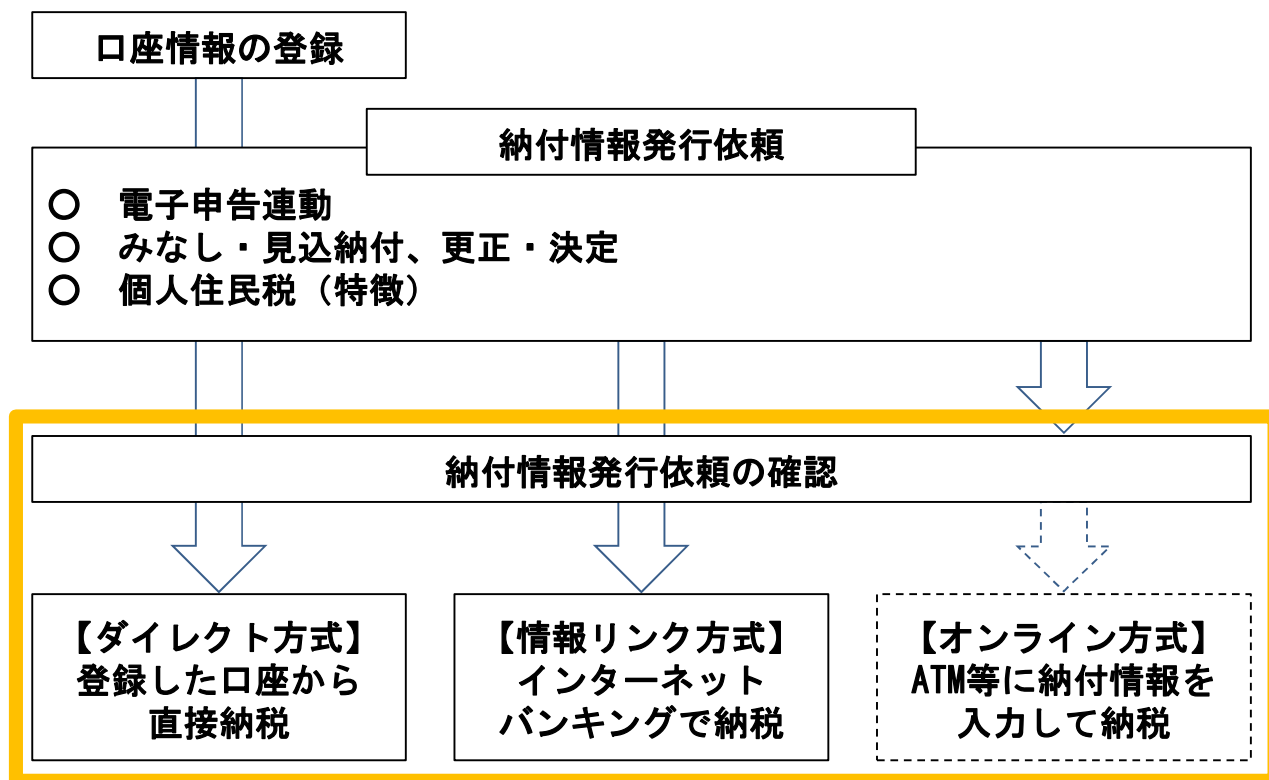 口座情報の登録
納付情報発行依頼
○ 電子申告連動
○ みなし・見込納付、更正・決定
○ 個人住民税（特徴）
納付情報発行依頼の確認
【ダイレクト方式】
登録した口座から
直接納税
【情報リンク方式】
インターネット
バンキングで納税
【オンライン方式】
ATM等に納付情報を
入力して納税